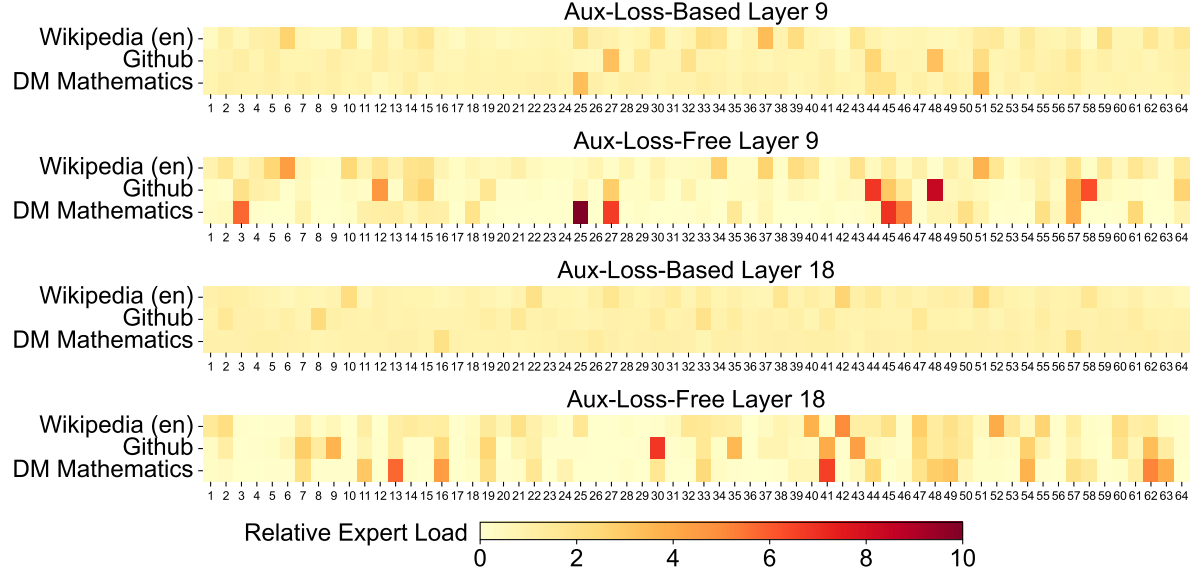 Aux-Loss-Based Layer 9
Wikipedia (en)
Github
DM Mathematics
1 2 3 4 5 6 7 8 9 10 11 12 13 14 15 16 17 18 19 20 21 22 23 24 25 26 27 28 29 30 31 32 33 34 35 36 37 38 39 40 41 42 43 44 45 46 47 48 49 50 51 52 53 54 55 56 57 58 59 60 61 62 63 64
Aux-Loss-Free Layer 9
Wikipedia (en)
Github
DM Mathematics
1 2 3 4 5 6 7 8 9 10 11 12 13 14 15 16 17 18 19 20 21 22 23 24 25 26 27 28 29 30 31 32 33 34 35 36 37 38 39 40 41 42 43 44 45 46 47 48 49 50 51 52 53 54 55 56 57 58 59 60 61 62 63 64
Aux-Loss-Based Layer 18
Wikipedia (en)
Github
DM Mathematics
1 2 3 4 5 6 7 8 9 10 11 12 13 14 15 16 17 18 19 20 21 22 23 24 25 26 27 28 29 30 31 32 33 34 35 36 37 38 39 40 41 42 43 44 45 46 47 48 49 50 51 52 53 54 55 56 57 58 59 60 61 62 63 64
Aux-Loss-Free Layer 18
Wikipedia (en)
Github
DM Mathematics
1 2 3 4 5 6 7 8 9 10 11 12 13 14 15 16 17 18 19 20 21 22 23 24 25 26 27 28 29 30 31 32 33 34 35 36 37 38 39 40 41 42 43 44 45 46 47 48 49 50 51 52 53 54 55 56 57 58 59 60 61 62 63 64
Relative Expert Load
0 2 4 6 8 10